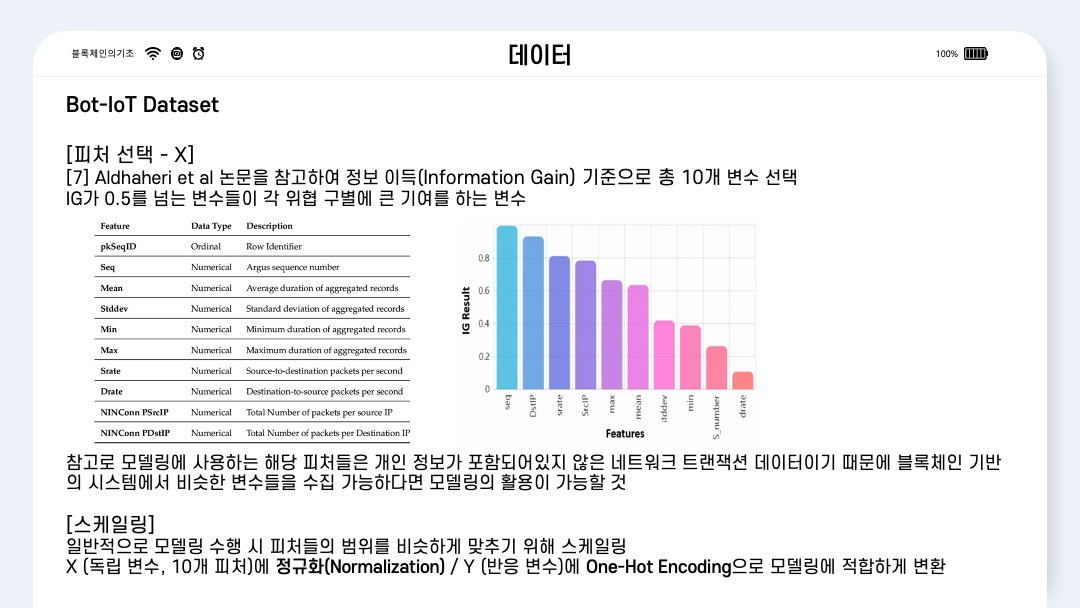 블록체인의기초
데이터
100%
Bot-IoT Dataset
[피처 선택 - X]
[7] Aldhaheri et al 논문을 참고하여 정보 이득(Information Gain) 기준으로 총 10개 변수 선택
IG가 0.5를 넘는 변수들이 각 위협 구별에 큰 기여를 하는 변수
Feature Data Type Description
pkSeqID Ordinal Row Identifier
Seq Numerical Argus sequence number
Mean Numerical Average duration of aggregated records
Stddev Numerical Standard deviation of aggregated records
Min Numerical Minimum duration of aggregated records
Max Numerical Maximum duration of aggregated records
Srate Numerical Source-to-destination packets per second
Drate Numerical Destination-to-source packets per second
NINConn PSrcIP Numerical Total Number of packets per source IP
NINConn PDstIP Numerical Total Number of packets per Destination IP
IG Result
0.8
0.6
0.4
0.2
0
seq
DstIP
srate
SrcIP
max
mean
stddev
min
S_number
drate
Features
참고로 모델링에 사용하는 해당 피처들은 개인 정보가 포함되어있지 않은 네트워크 트랜잭션 데이터이기 때문에 블록체인 기반
의 시스템에서 비슷한 변수들을 수집 가능하다면 모델링의 활용이 가능할 것
[스케일링]
일반적으로 모델링 수행 시 피처들의 범위를 비슷하게 맞추기 위해 스케일링
X (독립 변수, 10개 피처)에 정규화(Normalization) / Y (반응 변수)에 One-Hot Encoding으로 모델링에 적합하게 변환